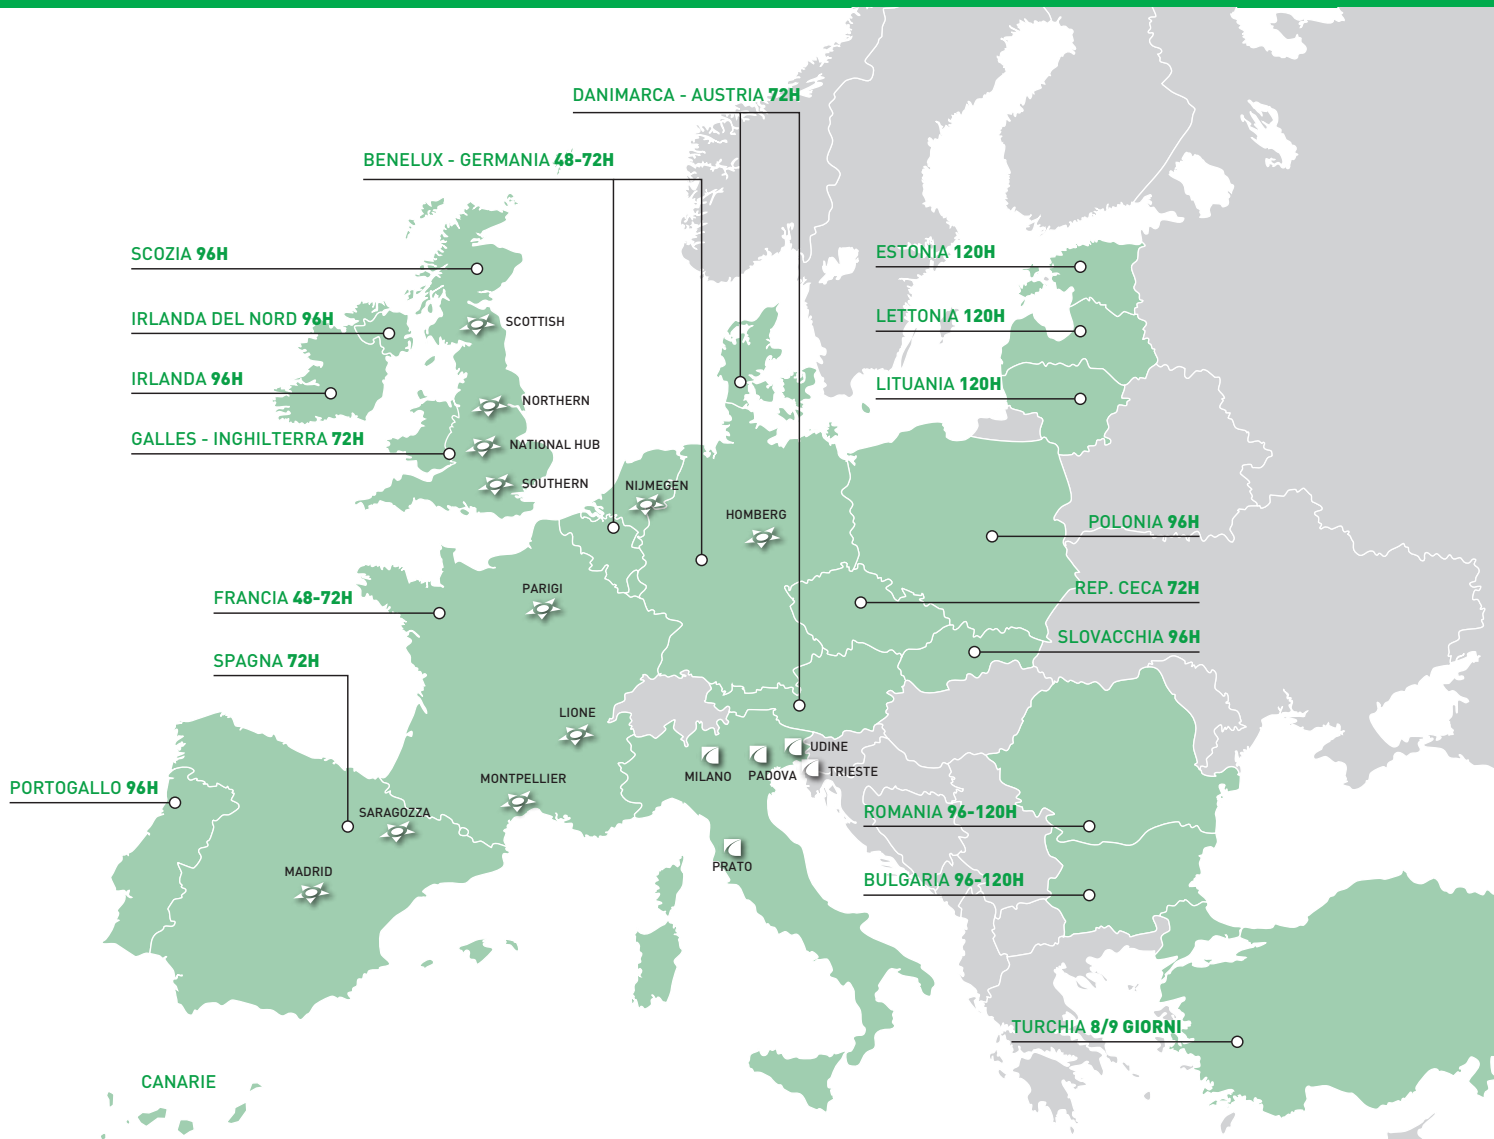 DANIMARCA - AUSTRIA 72H
BENELUX - GERMANIA 48-72H
SCOZIA 96H
ESTONIA 120H
IRLANDA DEL NORD 96H
SCOTTISH
LETTONIA 120H
IRLANDA 96H
LITUANIA 120H
NORTHERN
GALLES - INGHILTERRA 72H
NATIONAL HUB
SOUTHERN
NIJMEGEN
HOMBERG
POLONIA 96H
PARIGI
REP. CECA 72H
FRANCIA 48-72H
SLOVACCHIA 96H
SPAGNA 72H
LIONE
UDINE
MILANO
PADOVA
TRIESTE
MONTPELLIER
PORTOGALLO 96H
SARAGOZZA
ROMANIA 96-120H
PRATO
MADRID
BULGARIA 96-120H
TURCHIA 8/9 GIORNI
CANARIE